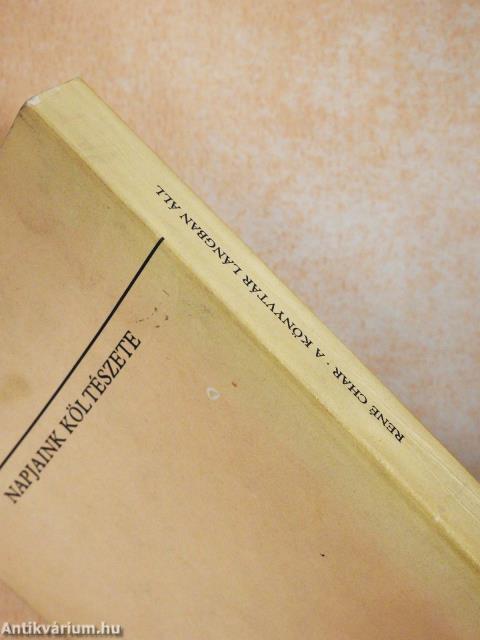 RENÉ CHAR · A KÖNYVTÁR LÁNGBAN ÁLL
NAPJAINK KÖLTÉSZETE
Antikvárium.hu